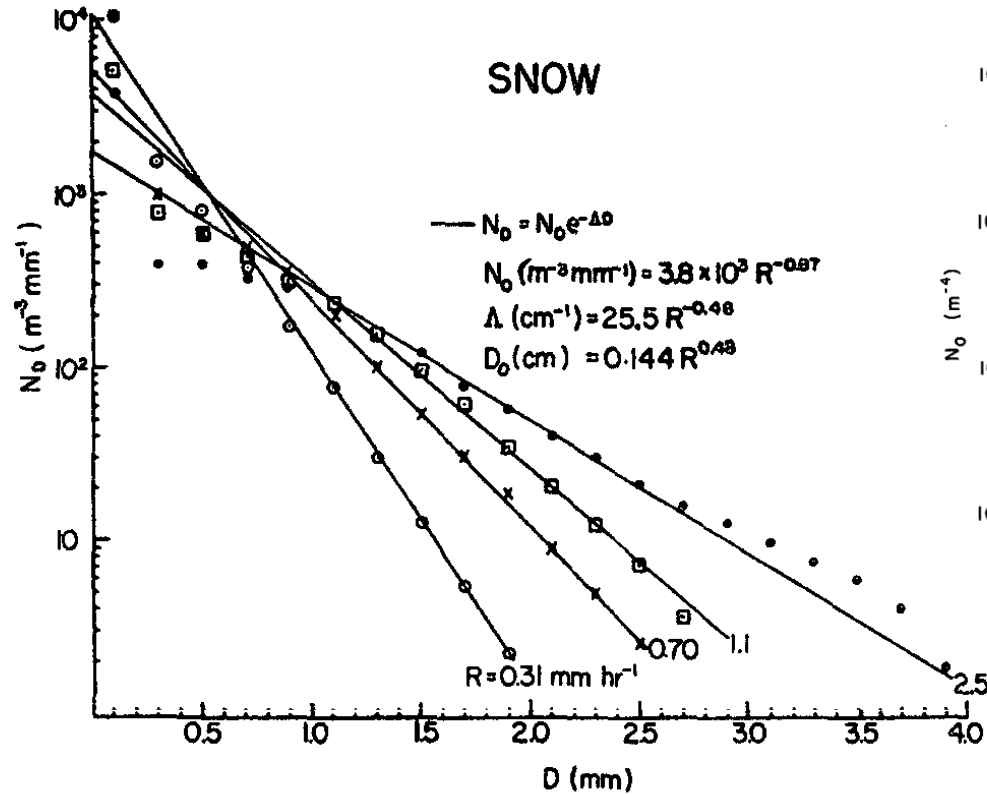 SNOW
10⁴
10³
10²
10
N₀ (m⁻³ mm⁻¹)
— N_D = N₀e^-ΛD
N₀ (m⁻³mm⁻¹) = 3.8 × 10³ R^-0.87
Λ (cm⁻¹) = 25.5 R^-0.48
D₀ (cm) = 0.144 R^0.48
R = 0.31 mm hr⁻¹
0.70
1.1
2.5
0.5 1.0 1.5 2.0 2.5 3.0 3.5 4.0
D (mm)
N₀ (m⁻⁴)